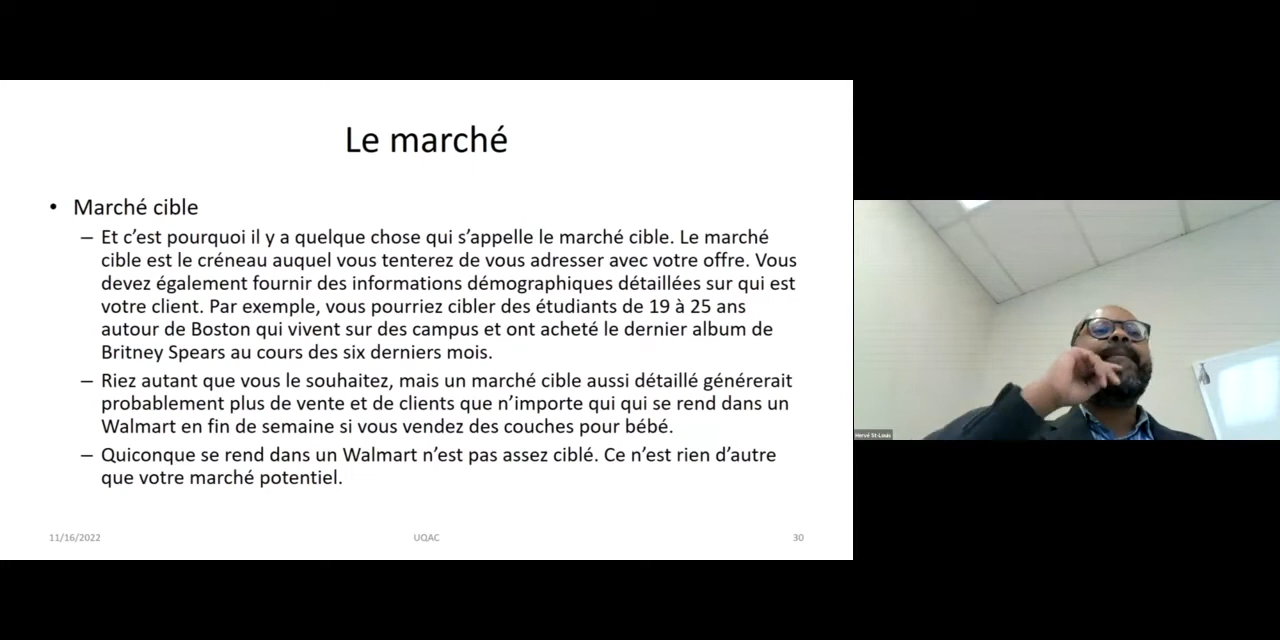 Le marché
• Marché cible
– Et c’est pourquoi il y a quelque chose qui s’appelle le marché cible. Le marché
cible est le créneau auquel vous tenterez de vous adresser avec votre offre. Vous
devez également fournir des informations démographiques détaillées sur qui est
votre client. Par exemple, vous pourriez cibler des étudiants de 19 à 25 ans
autour de Boston qui vivent sur des campus et ont acheté le dernier album de
Britney Spears au cours des six derniers mois.
– Riez autant que vous le souhaitez, mais un marché cible aussi détaillé générerait
probablement plus de vente et de clients que n’importe qui qui se rend dans un
Walmart en fin de semaine si vous vendez des couches pour bébé.
– Quiconque se rend dans un Walmart n’est pas assez ciblé. Ce n’est rien d’autre
que votre marché potentiel.
11/16/2022
UQAC
30
Hervé St-Louis